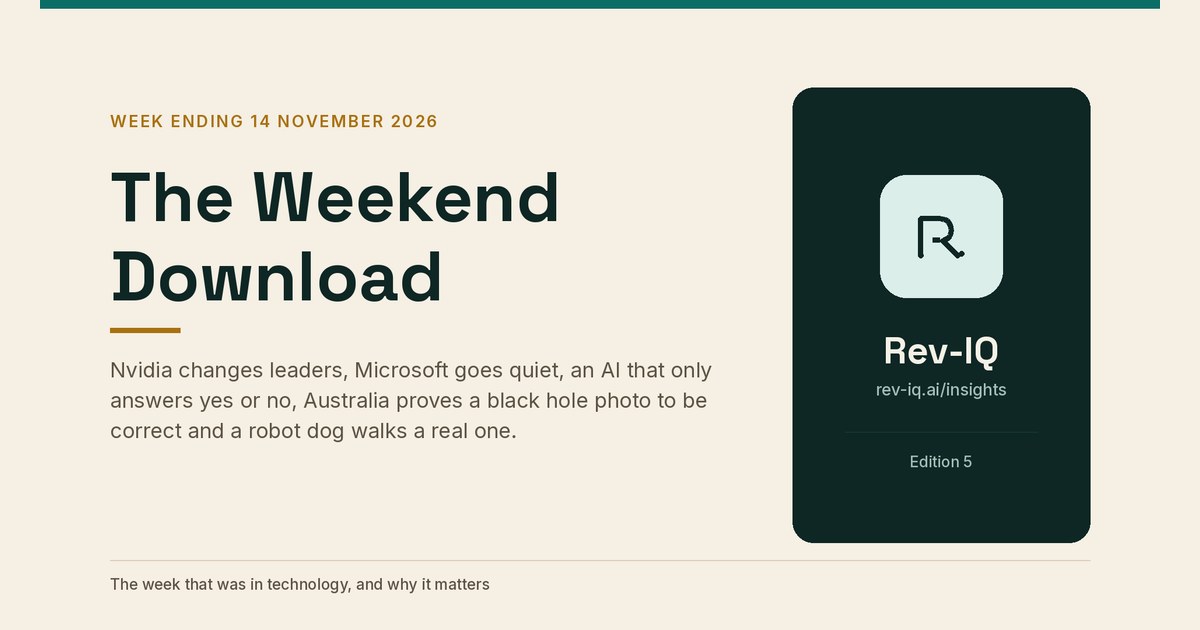 WEEK ENDING 14 NOVEMBER 2026
The Weekend
Download
Nvidia changes leaders, Microsoft goes quiet, an AI that only
answers yes or no, Australia proves a black hole photo to be
correct and a robot dog walks a real one.
R
Rev-IQ
rev-iq.ai/insights
Edition 5
The week that was in technology, and why it matters